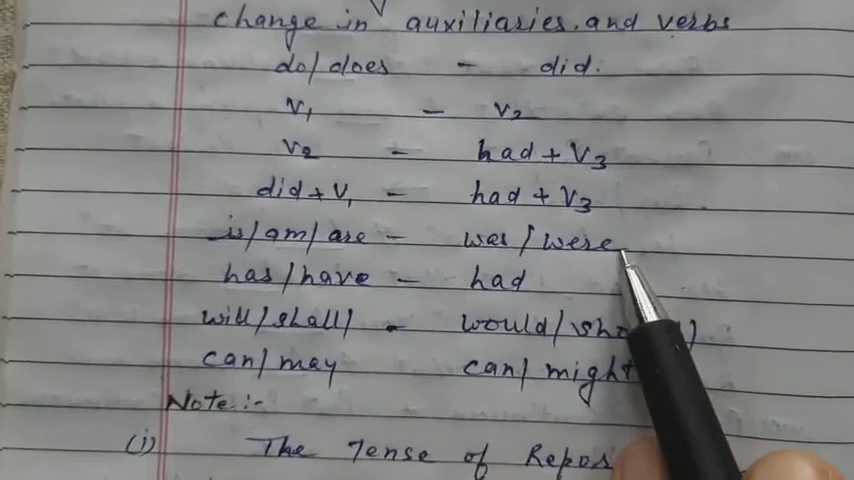 change in auxiliaries and verbs
do/does - did.
V₁ - V₂
V₂ - had + V₃
did + V₁ - had + V₃
is/am/are - was/were
has/have - had
will/shall/ - would/
can/may can/might
Note :-
(i) The Tense of